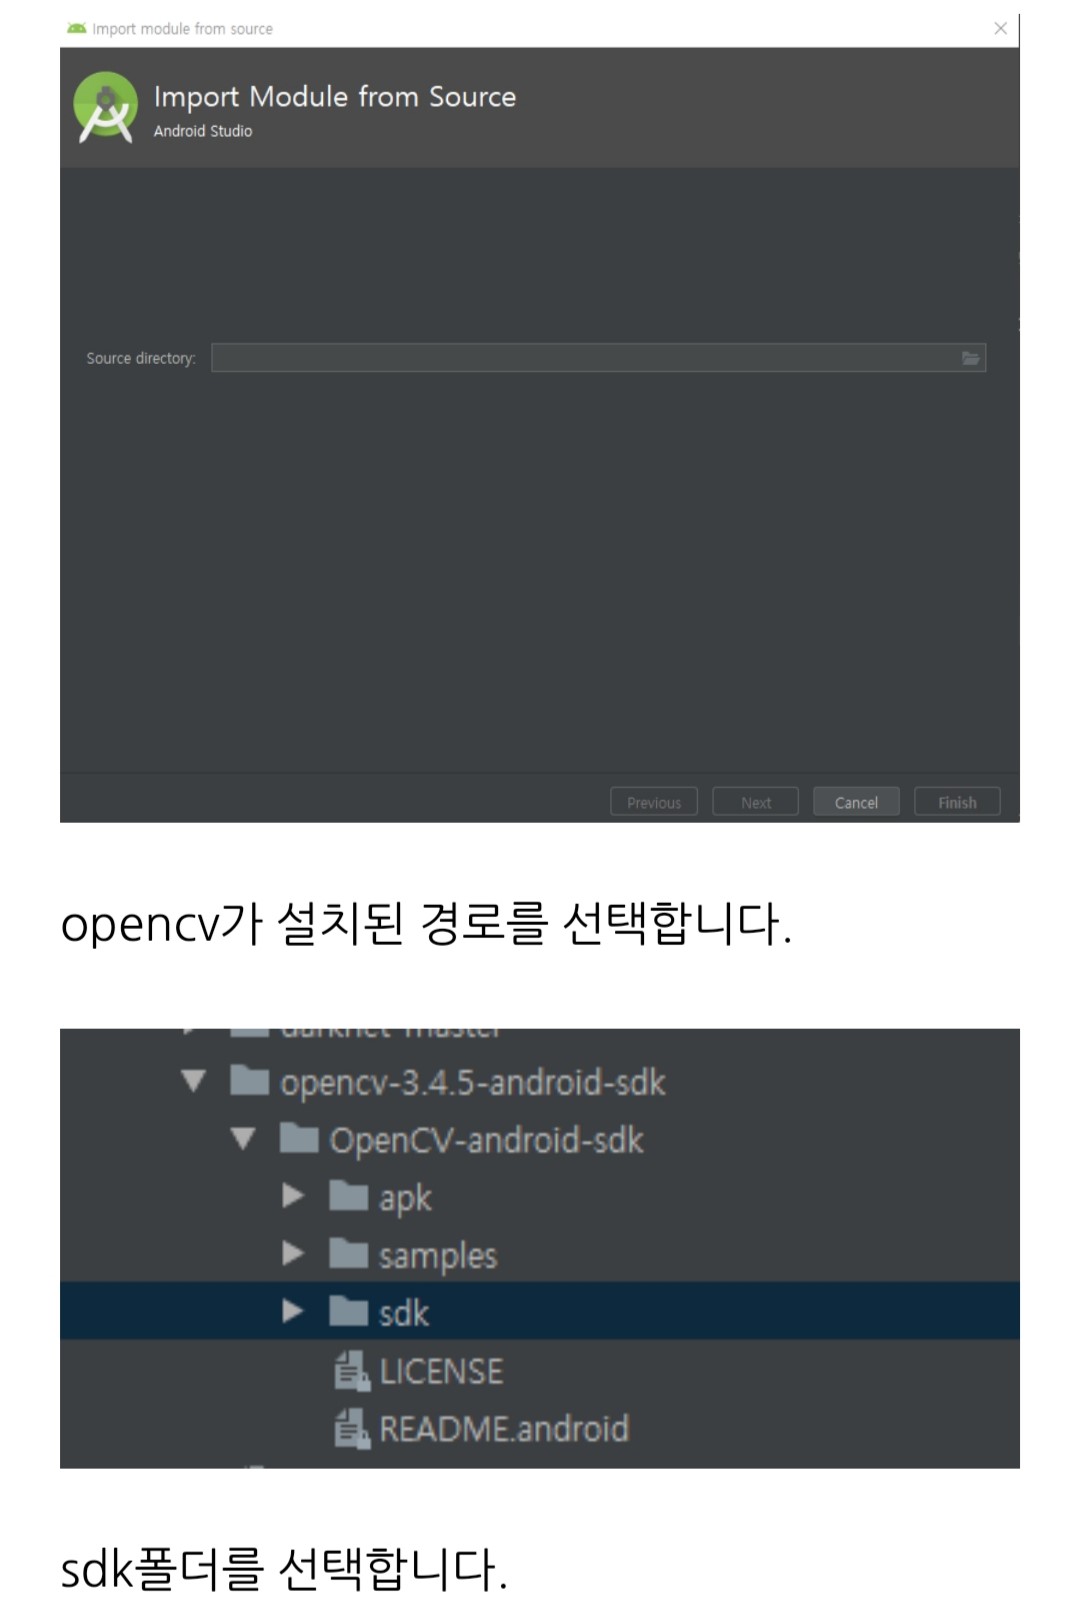 Import module from source
Import Module from Source
Android Studio
Source directory:
Previous Next Cancel Finish
opencv가 설치된 경로를 선택합니다.
opencv-3.4.5-android-sdk
OpenCV-android-sdk
apk
samples
sdk
LICENSE
README.android
sdk폴더를 선택합니다.